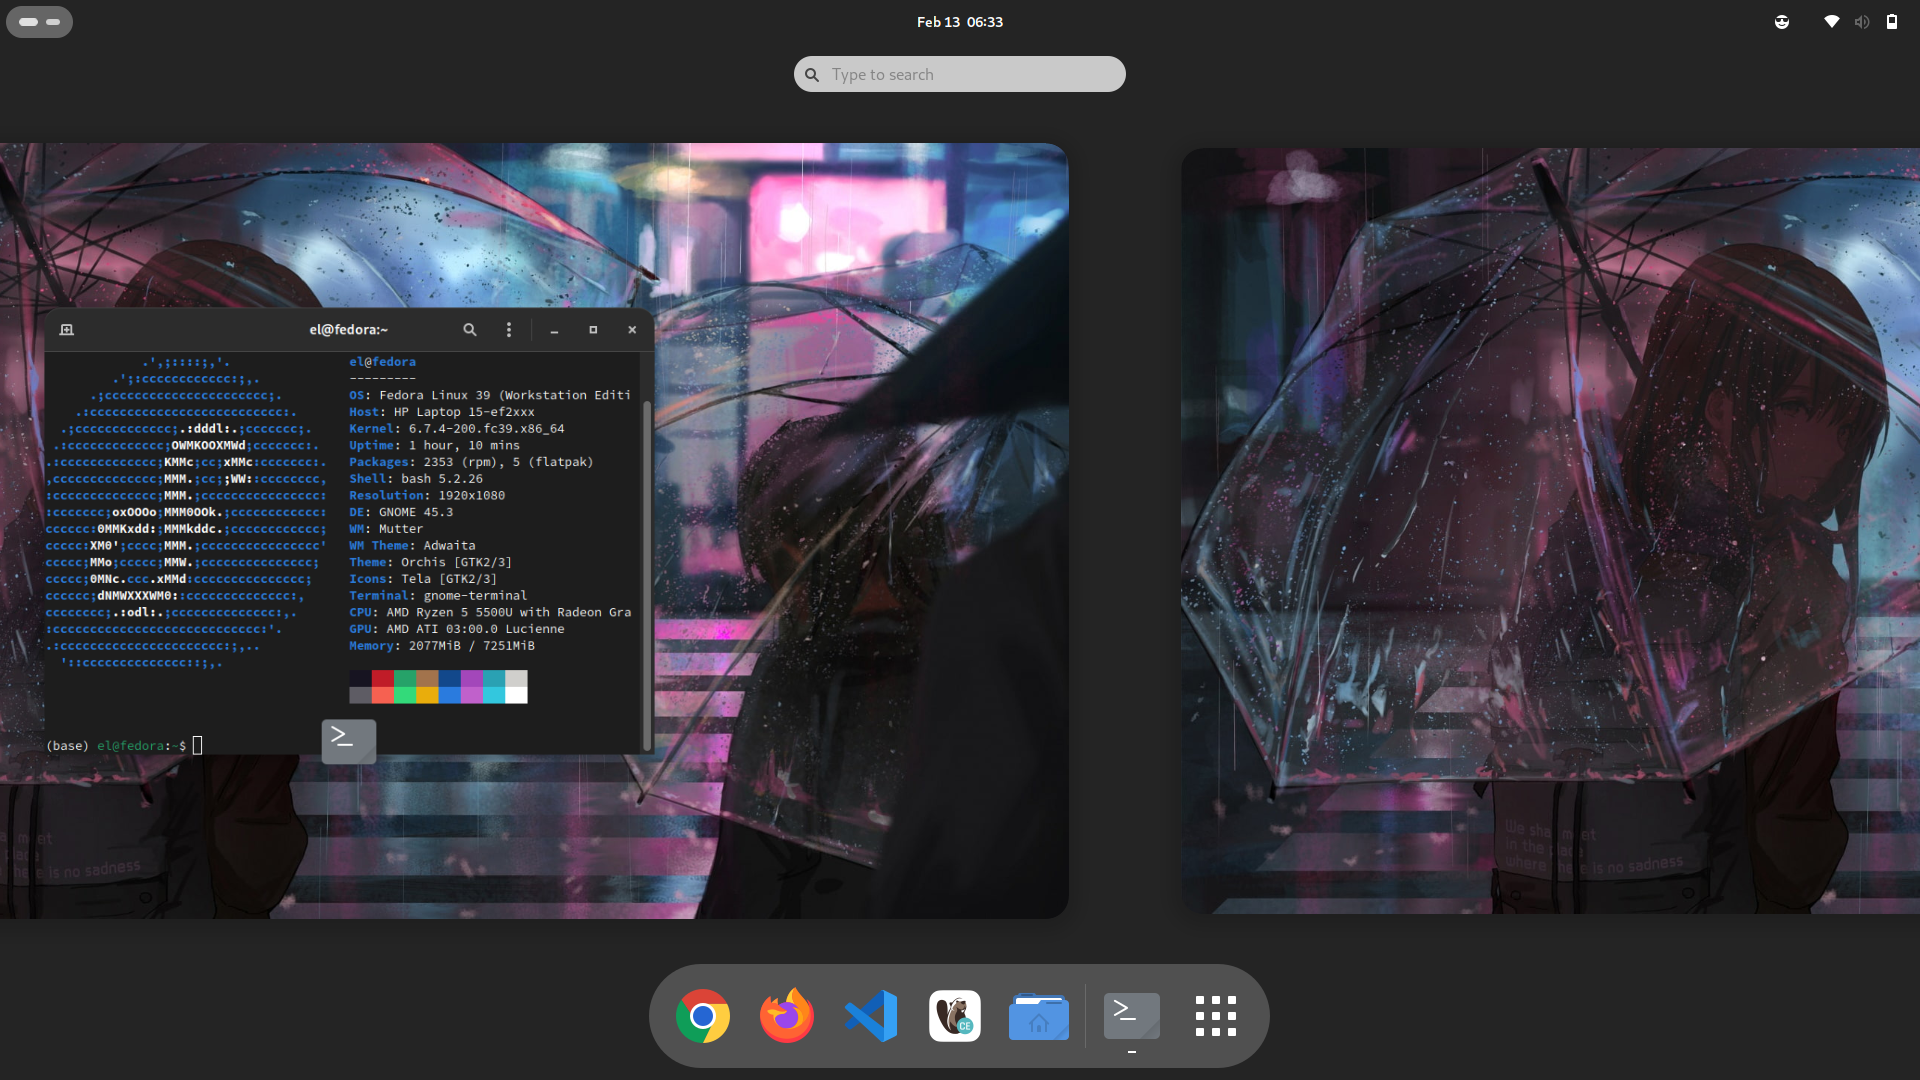 Feb 13 06:33
Type to search
el@fedora:~
.',;::::;,'.
.';:cccccccccccc:;,.
.;cccccccccccccccccccccc;.
.:cccccccccccccccccccccccccc:.
.;ccccccccccccc;.:dddl:.;ccccccc;.
.:ccccccccccccc;OWMKOOXMWd;ccccccc:.
.:ccccccccccccc;KMMc;cc;xMMc:ccccccc:.
,cccccccccccccc;MMM.;cc;;WW::cccccccc,
:cccccccccccccc;MMM.;cccccccccccccccc:
:ccccccc;oxOOOo;MMM0OOk.;cccccccccccc:
cccccc:0MMKxdd:;MMMkddc.;cccccccccccc;
ccccc:XM0';cccc;MMM.;cccccccccccccccc'
ccccc;MMo;ccccc;MMW.;ccccccccccccccc;
ccccc;0MNc.ccc.xMMd:ccccccccccccccc;
cccccc;dNMWXXXWM0::cccccccccccccc:,
cccccccc;.:odl:.;cccccccccccccc:,.
:cccccccccccccccccccccccccccc:'.
.:cccccccccccccccccccccc:;,..
'::cccccccccccccc::;,.
el@fedora
---------
OS: Fedora Linux 39 (Workstation Editi
Host: HP Laptop 15-ef2xxx
Kernel: 6.7.4-200.fc39.x86_64
Uptime: 1 hour, 10 mins
Packages: 2353 (rpm), 5 (flatpak)
Shell: bash 5.2.26
Resolution: 1920x1080
DE: GNOME 45.3
WM: Mutter
WM Theme: Adwaita
Theme: Orchis [GTK2/3]
Icons: Tela [GTK2/3]
Terminal: gnome-terminal
CPU: AMD Ryzen 5 5500U with Radeon Gra
GPU: AMD ATI 03:00.0 Lucienne
Memory: 2077MiB / 7251MiB
(base) el@fedora:~$
meet
is no sadness
We meet
in the
where is no sadness
CE